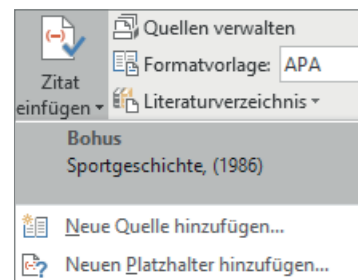 Quellen verwalten
Formatvorlage: APA
Zitat
einfügen
Literaturverzeichnis
Bohus
Sportgeschichte, (1986)
Neue Quelle hinzufügen...
Neuen Platzhalter hinzufügen...